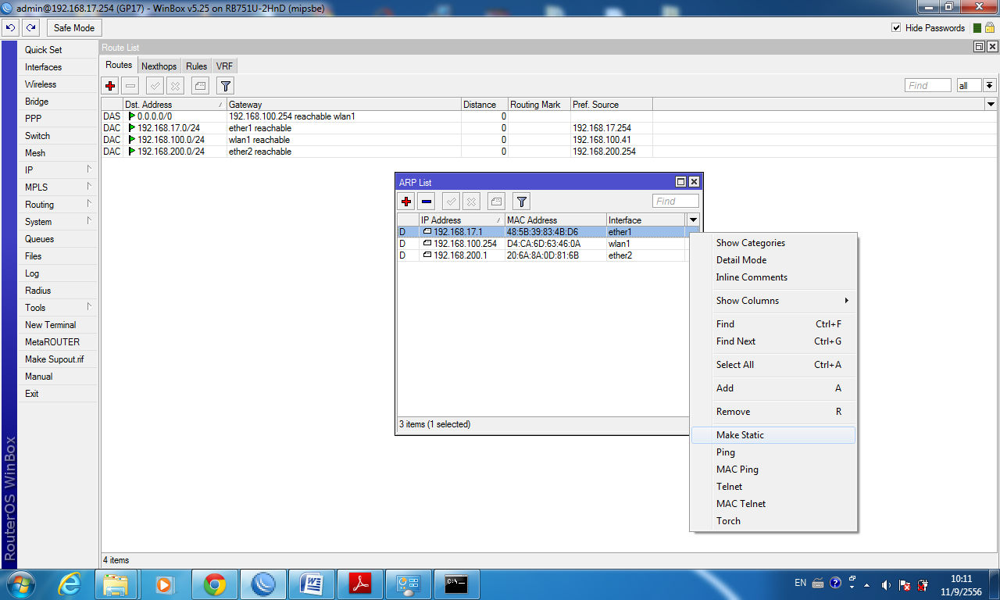 admin@192.168.17.254 (GP17) - WinBox v5.25 on RB751U-2HnD (mipsbe)
Safe Mode
Hide Passwords
Quick Set
Interfaces
Wireless
Bridge
PPP
Switch
Mesh
IP
MPLS
Routing
System
Queues
Files
Log
Radius
Tools
New Terminal
MetaROUTER
Make Supout.rif
Manual
Exit
RouterOS WinBox
Route List
Routes Nexthops Rules VRF
Find all
Dst. Address Gateway Distance Routing Mark Pref. Source
DAS 0.0.0.0/0 192.168.100.254 reachable wlan1 0
DAC 192.168.17.0/24 ether1 reachable 0 192.168.17.254
DAC 192.168.100.0/24 wlan1 reachable 0 192.168.100.41
DAC 192.168.200.0/24 ether2 reachable 0 192.168.200.254
ARP List
Find
IP Address MAC Address Interface
D 192.168.17.1 48:5B:39:83:4B:D6 ether1
D 192.168.100.254 D4:CA:6D:63:46:0A wlan1
D 192.168.200.1 20:6A:8A:0D:81:6B ether2
3 items (1 selected)
Show Categories
Detail Mode
Inline Comments
Show Columns
Find Ctrl+F
Find Next Ctrl+G
Select All Ctrl+A
Add A
Remove R
Make Static
Ping
MAC Ping
Telnet
MAC Telnet
Torch
4 items
C:\.
EN
10:11
11/9/2556